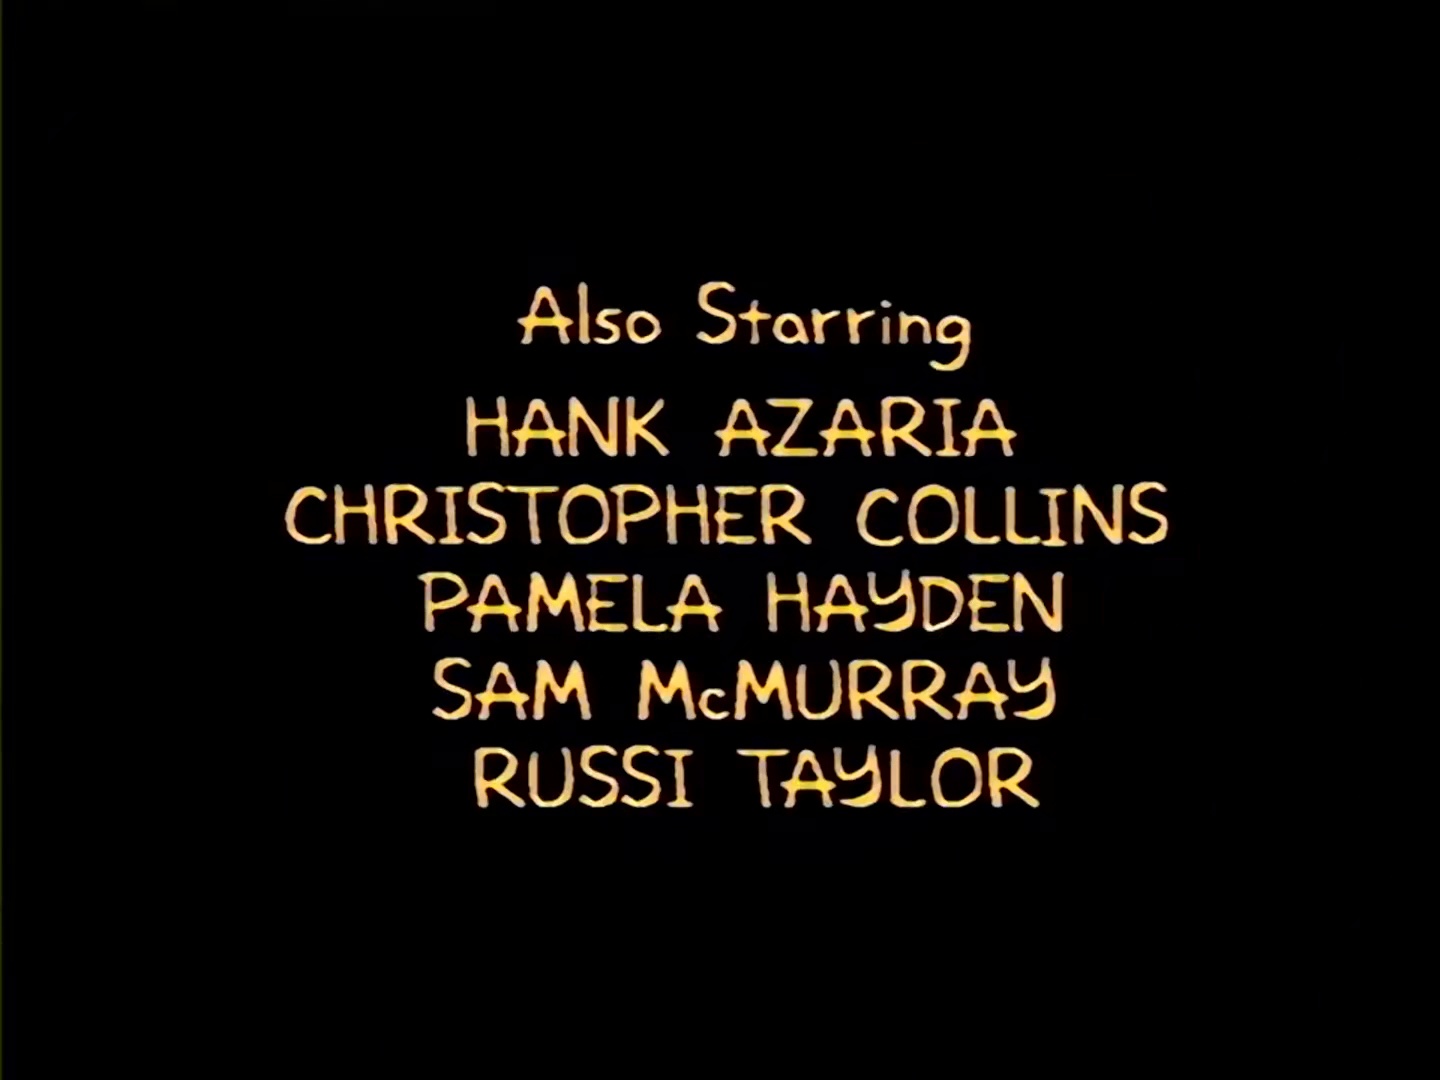 Also Starring
HANK AZARIA
CHRISTOPHER COLLINS
PAMELA HAYDEN
SAM McMURRAY
RUSSI TAYLOR